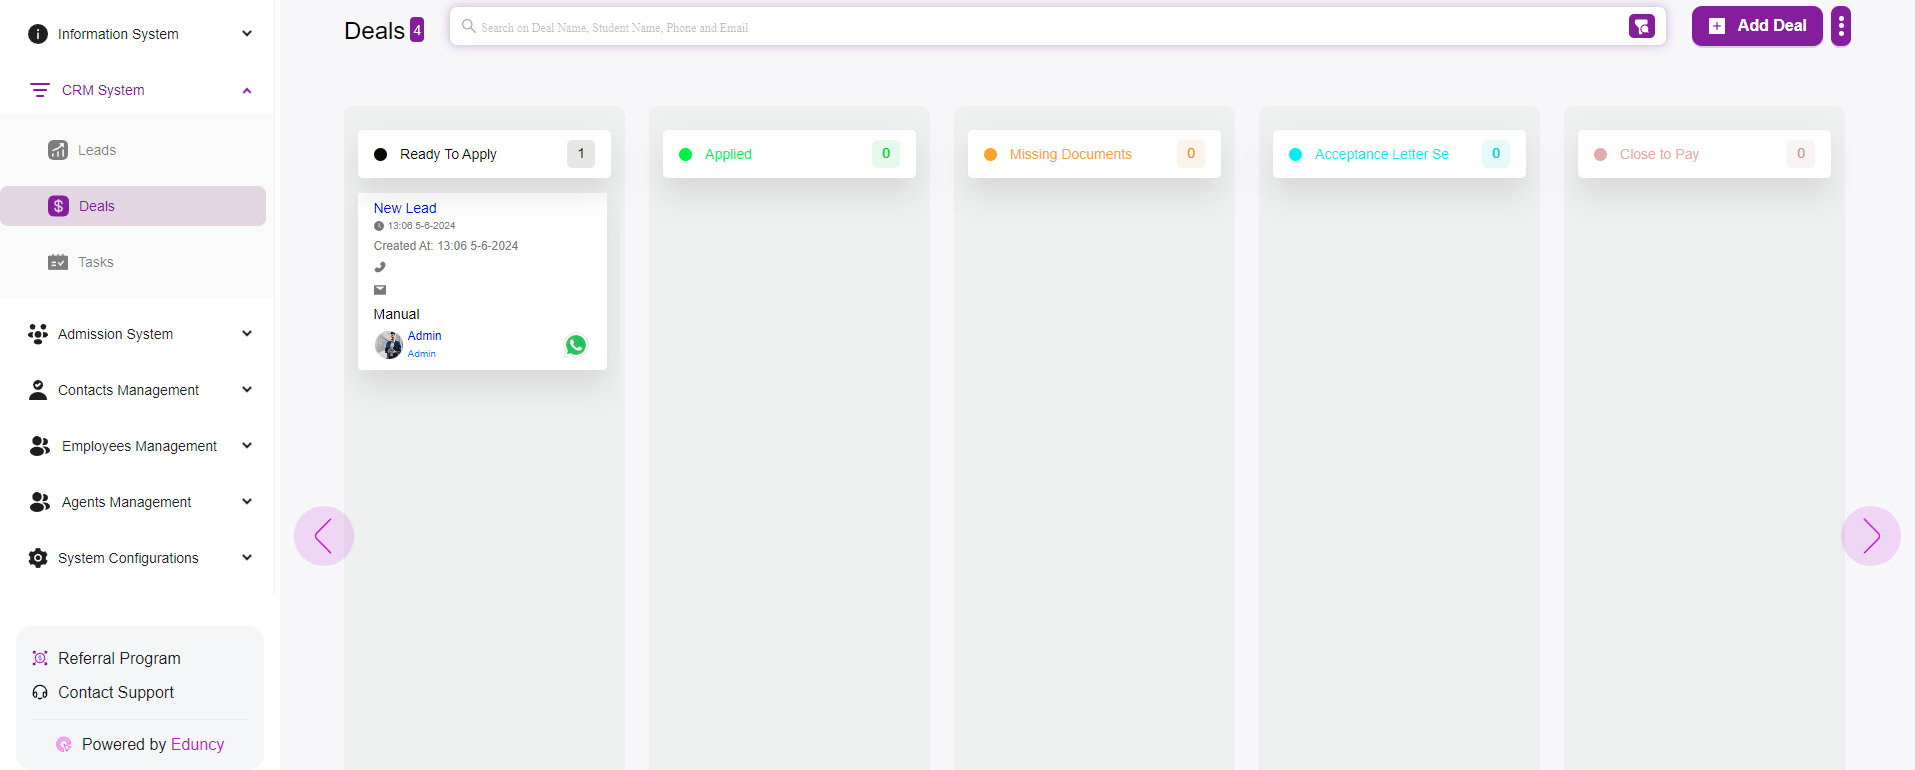 Information System
CRM System
Leads
Deals
Tasks
Admission System
Contacts Management
Employees Management
Agents Management
System Configurations
Referral Program
Contact Support
Powered by Eduncy
Deals 4
Search on Deal Name, Student Name, Phone and Email
Add Deal
Ready To Apply 1
New Lead
13:06 5-6-2024
Created At: 13:06 5-6-2024
Manual
Admin
Admin
Applied 0
Missing Documents 0
Acceptance Letter Se 0
Close to Pay 0